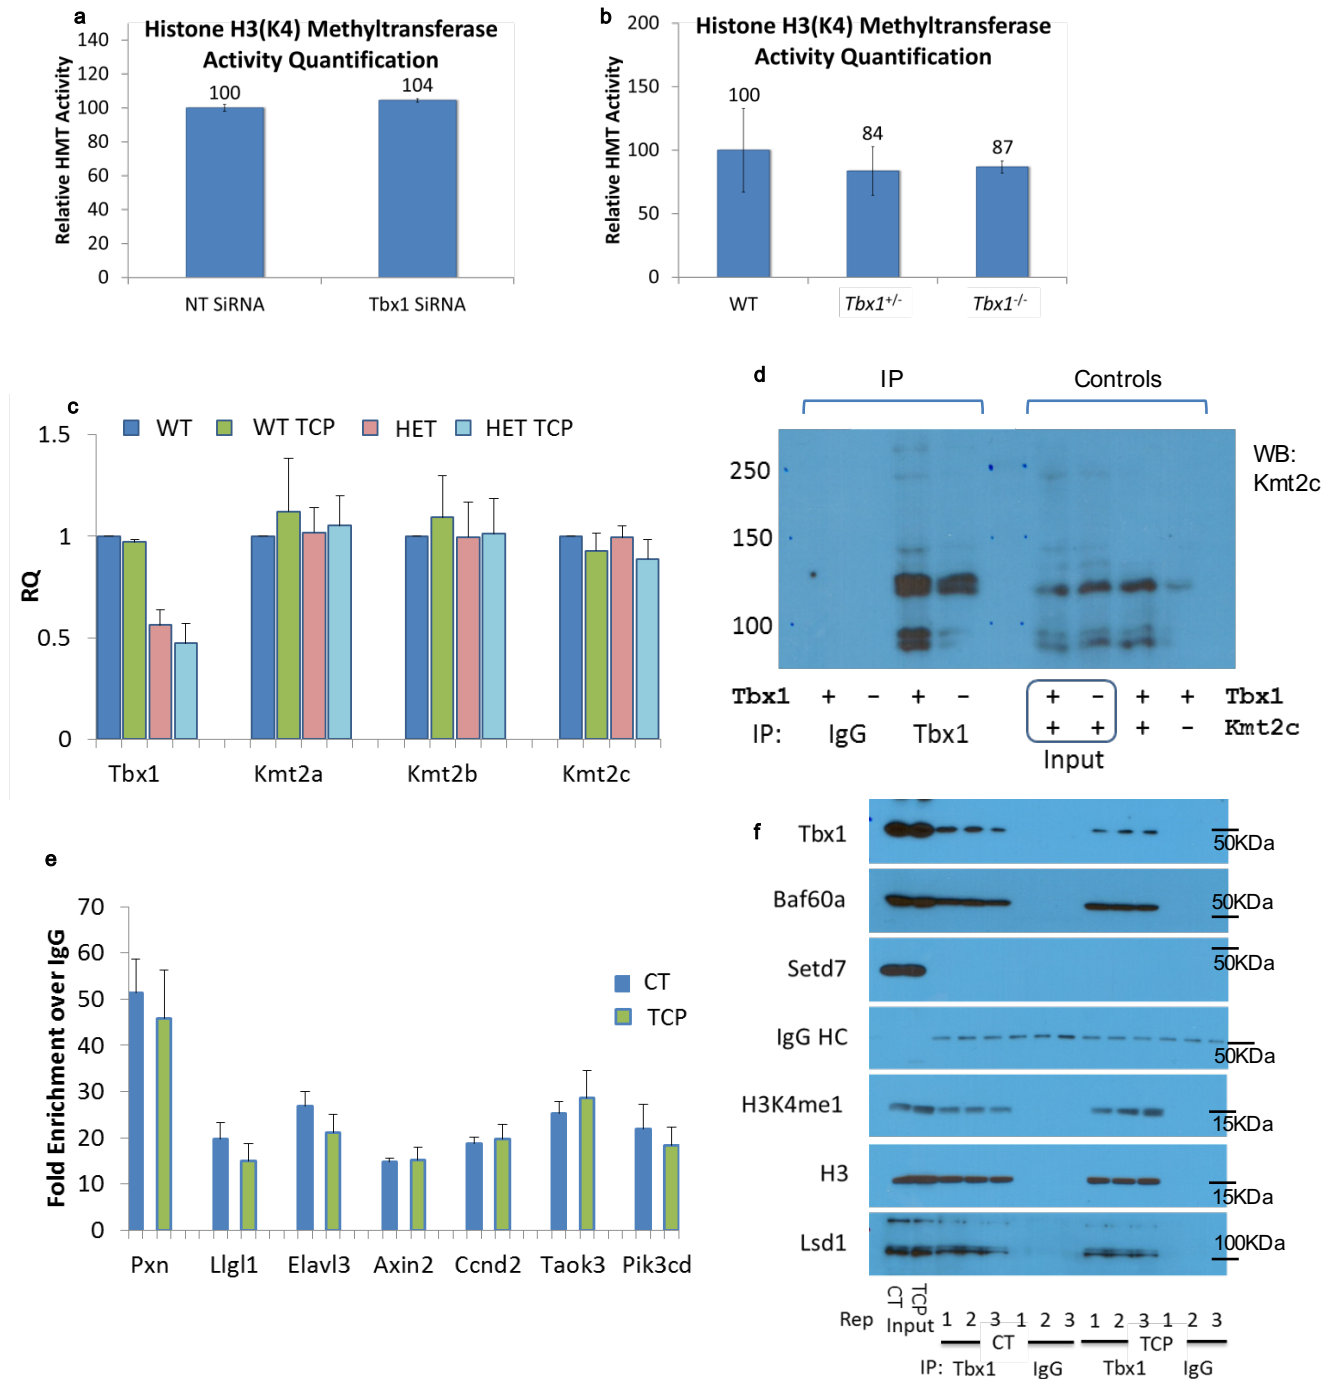 a
Histone H3(K4) Methyltransferase
Activity Quantification
Relative HMT Activity
140
120
100
80
60
40
20
0
100
104
NT SiRNA
Tbx1 SiRNA
b
Histone H3(K4) Methyltransferase
Activity Quantification
Relative HMT Activity
200
150
100
50
0
100
84
87
WT
Tbx1+/-
Tbx1-/-
c
WT
WT TCP
HET
HET TCP
RQ
1.5
1
0.5
0
Tbx1
Kmt2a
Kmt2b
Kmt2c
d
IP
Controls
WB:
Kmt2c
250
150
100
Tbx1 + − + − + − + + Tbx1
IP: IgG Tbx1 + + + − Kmt2c
Input
e
Fold Enrichment over IgG
70
60
50
40
30
20
10
0
CT
TCP
Pxn
Llgl1
Elavl3
Axin2
Ccnd2
Taok3
Pik3cd
f
Tbx1
50KDa
Baf60a
50KDa
Setd7
50KDa
IgG HC
50KDa
H3K4me1
15KDa
H3
15KDa
Lsd1
100KDa
CT
TCP
Rep Input 1 2 3 1 2 3 1 2 3 1 2 3
CT
TCP
IP: Tbx1 IgG Tbx1 IgG